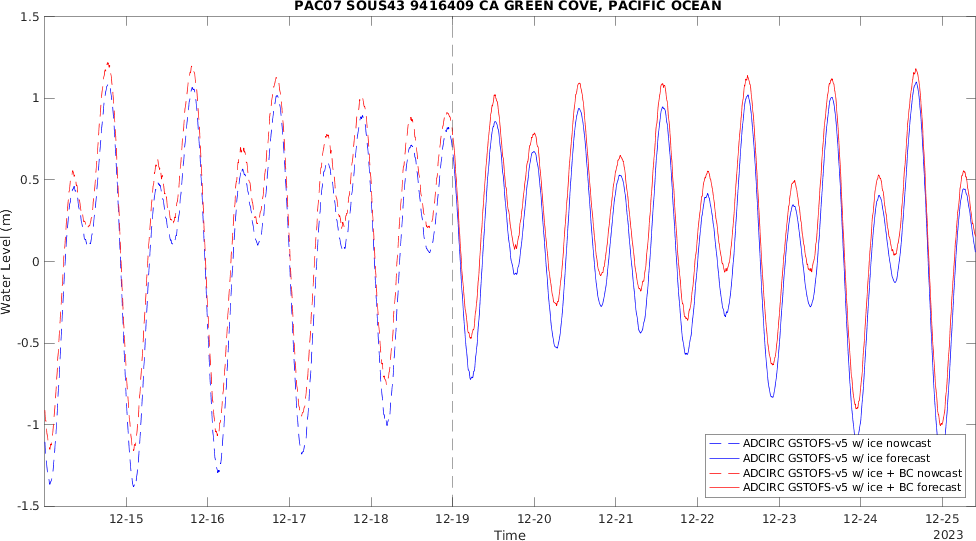 PAC07 SOUS43 9416409 CA GREEN COVE, PACIFIC OCEAN
1.5
1
0.5
0
-0.5
-1
-1.5
Water Level (m)
12-15 12-16 12-17 12-18 12-19 12-20 12-21 12-22 12-23 12-24 12-25
Time
2023
ADCIRC GSTOFS-v5 w/ ice nowcast
ADCIRC GSTOFS-v5 w/ ice forecast
ADCIRC GSTOFS-v5 w/ ice + BC nowcast
ADCIRC GSTOFS-v5 w/ ice + BC forecast